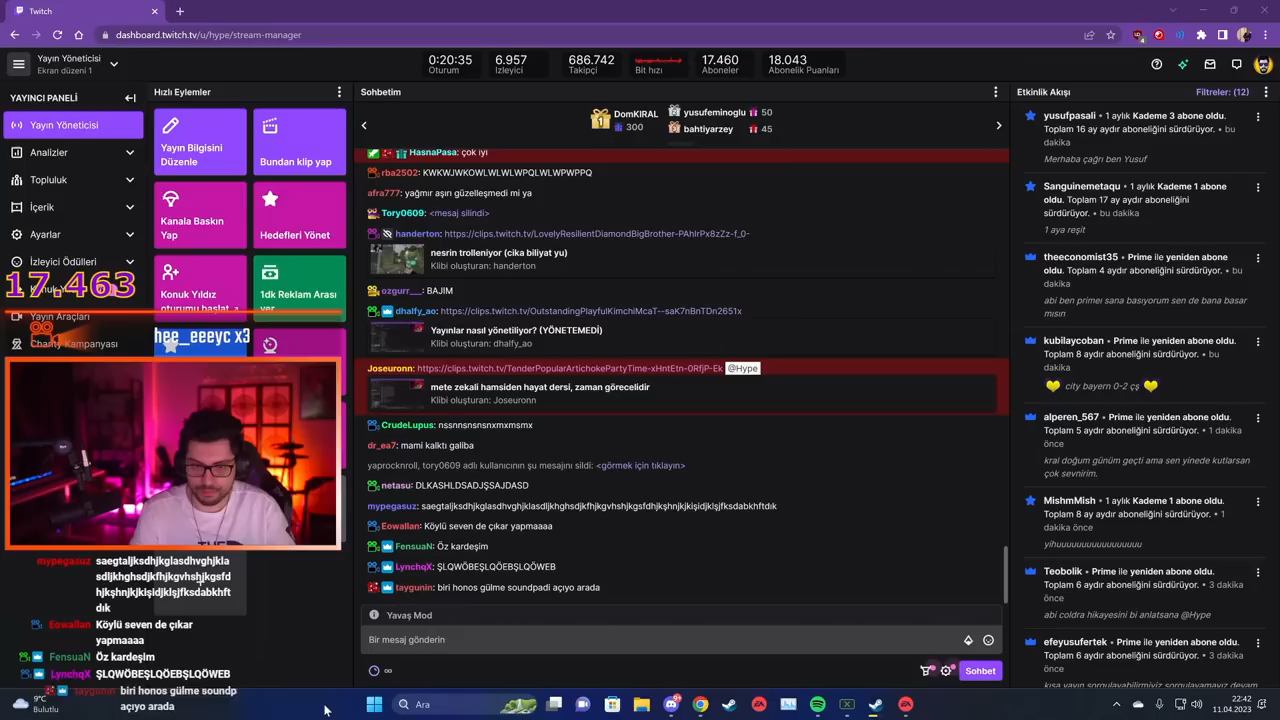 Twitch
dashboard.twitch.tv/u/hype/stream-manager
Yayın Yöneticisi
Ekran düzeni 1
0:20:35
Oturum
6.957
İzleyici
686.742
Takipçi
Bit hızı
17.460
Aboneler
18.043
Abonelik Puanları
YAYINCI PANELİ
Yayın Yöneticisi
Analizler
Topluluk
İçerik
Ayarlar
İzleyici Ödülleri
17.463
Yayın Araçları
Charity Kampanyası
Hızlı Eylemler
Yayın Bilgisini
Düzenle
Bundan klip yap
Kanala Baskın
Yap
Hedefleri Yönet
Konuk Yıldız
oturumu başlat
1dk Reklam Arası
ver
hee_eeeyc x3
mypegasuz saegtaljksdhjkglasdhvghjkla
sdljkhghsdjkfhjkgvhshjkgsfd
hjkşhnjkjkişidjklşjfksdabkhft
dık
Eowallan Köylü seven de çıkar
yapmaaaa
FensuaN Öz kardeşim
LynchqX ŞLQWÖBEŞLQÖEBŞLQÖWEB
taygunin biri honos gülme soundp
açıyo arada
Sohbetim
DomKIRAL
300
yusufeminoglu 50
bahtiyarzey 45
HasnaPasa: çok iyi
rba2502: KWKWJWKOWLWLWLWPQLWLWPWPPQ
afra777: yağmır aşırı güzelleşmedi mi ya
Tory0609: <mesaj silindi>
handerton: https://clips.twitch.tv/LovelyResilientDiamondBigBrother-PAhIrPx8zZz-f_0-
nesrin trolleniyor (cika biliyat yu)
Klibi oluşturan: handerton
ozgurr___: BAJIM
dhalfy_ao: https://clips.twitch.tv/OutstandingPlayfulKimchiMcaT--saK7nBnTDn2651x
Yayınlar nasıl yönetiliyor? (YÖNETEMEDİ)
Klibi oluşturan: dhalfy_ao
Joseuronn: https://clips.twitch.tv/TenderPopularArtichokePartyTime-xHntEtn-0RfjP-Ek @Hype
mete zekali hamsiden hayat dersi, zaman görecelidir
Klibi oluşturan: Joseuronn
CrudeLupus: nssnsnsnsnxmxmsmx
dr_ea7: mami kalktı galiba
yaprocknroll, tory0609 adlı kullanıcının şu mesajını sildi: <görmek için tıklayın>
netasu: DLKASHLDSADJŞSAJDASD
mypegasuz: saegtaljksdhjkglasdhvghjklasdljkhghsdjkfhjkgvhshjkgsfdhjkşhnjkjkişidjklşjfksdabkhftdık
Eowallan: Köylü seven de çıkar yapmaaaa
FensuaN: Öz kardeşim
LynchqX: ŞLQWÖBEŞLQÖEBŞLQÖWEB
taygunin: biri honos gülme soundpadi açıyo arada
Yavaş Mod
Bir mesaj gönderin
Sohbet
Etkinlik Akışı
Filtreler: (12)
yusufpasali • 1 aylık Kademe 3 abone oldu.
Toplam 16 ay aydır aboneliğini sürdürüyor. • bu
dakika
Merhaba çağrı ben Yusuf
Sanguinemetaqu • 1 aylık Kademe 1 abone
oldu. Toplam 17 ay aydır aboneliğini
sürdürüyor. • bu dakika
1 aya reşit
theeconomist35 • Prime ile yeniden abone
oldu. Toplam 4 aydır aboneliğini sürdürüyor. •
bu dakika
abi ben primeı sana basıyorum sen de bana basar
mısın
kubilaycoban • Prime ile yeniden abone oldu.
Toplam 8 aydır aboneliğini sürdürüyor. • bu
dakika
city bayern 0-2 çş
alperen_567 • Prime ile yeniden abone oldu.
Toplam 5 aydır aboneliğini sürdürüyor. • 1 dakika
önce
kral doğum günüm geçti ama sen yinede kutlarsan
çok sevinirim.
MishmMish • 1 aylık Kademe 1 abone oldu.
Toplam 8 ay aydır aboneliğini sürdürüyor. • 1
dakika önce
yihuuuuuuuuuuuuuuuuu
Teobolik • Prime ile yeniden abone oldu.
Toplam 6 aydır aboneliğini sürdürüyor. • 3 dakika
önce
abi coldra hikayesini bi anlatsana @Hype
efeyusufertek • Prime ile yeniden abone oldu.
Toplam 6 aydır aboneliğini sürdürüyor. • 3 dakika
önce
9°C
Bulutlu
Ara
22:42
11.04.2023